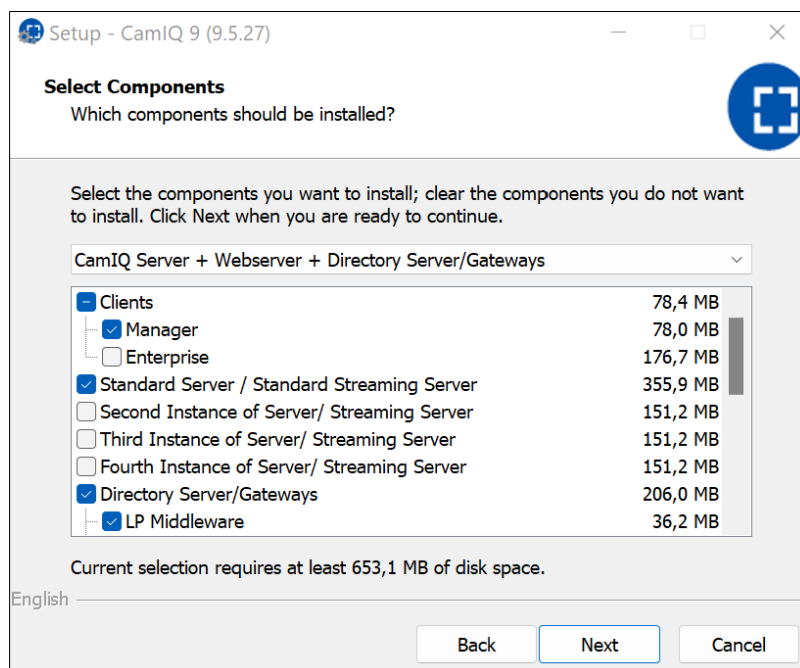 Setup - CamIQ 9 (9.5.27)
Select Components
Which components should be installed?
Select the components you want to install; clear the components you do not want
to install. Click Next when you are ready to continue.
CamIQ Server + Webserver + Directory Server/Gateways
Clients 78,4 MB
Manager 78,0 MB
Enterprise 176,7 MB
Standard Server / Standard Streaming Server 355,9 MB
Second Instance of Server/ Streaming Server 151,2 MB
Third Instance of Server/ Streaming Server 151,2 MB
Fourth Instance of Server/ Streaming Server 151,2 MB
Directory Server/Gateways 206,0 MB
LP Middleware 36,2 MB
Current selection requires at least 653,1 MB of disk space.
English
Back Next Cancel